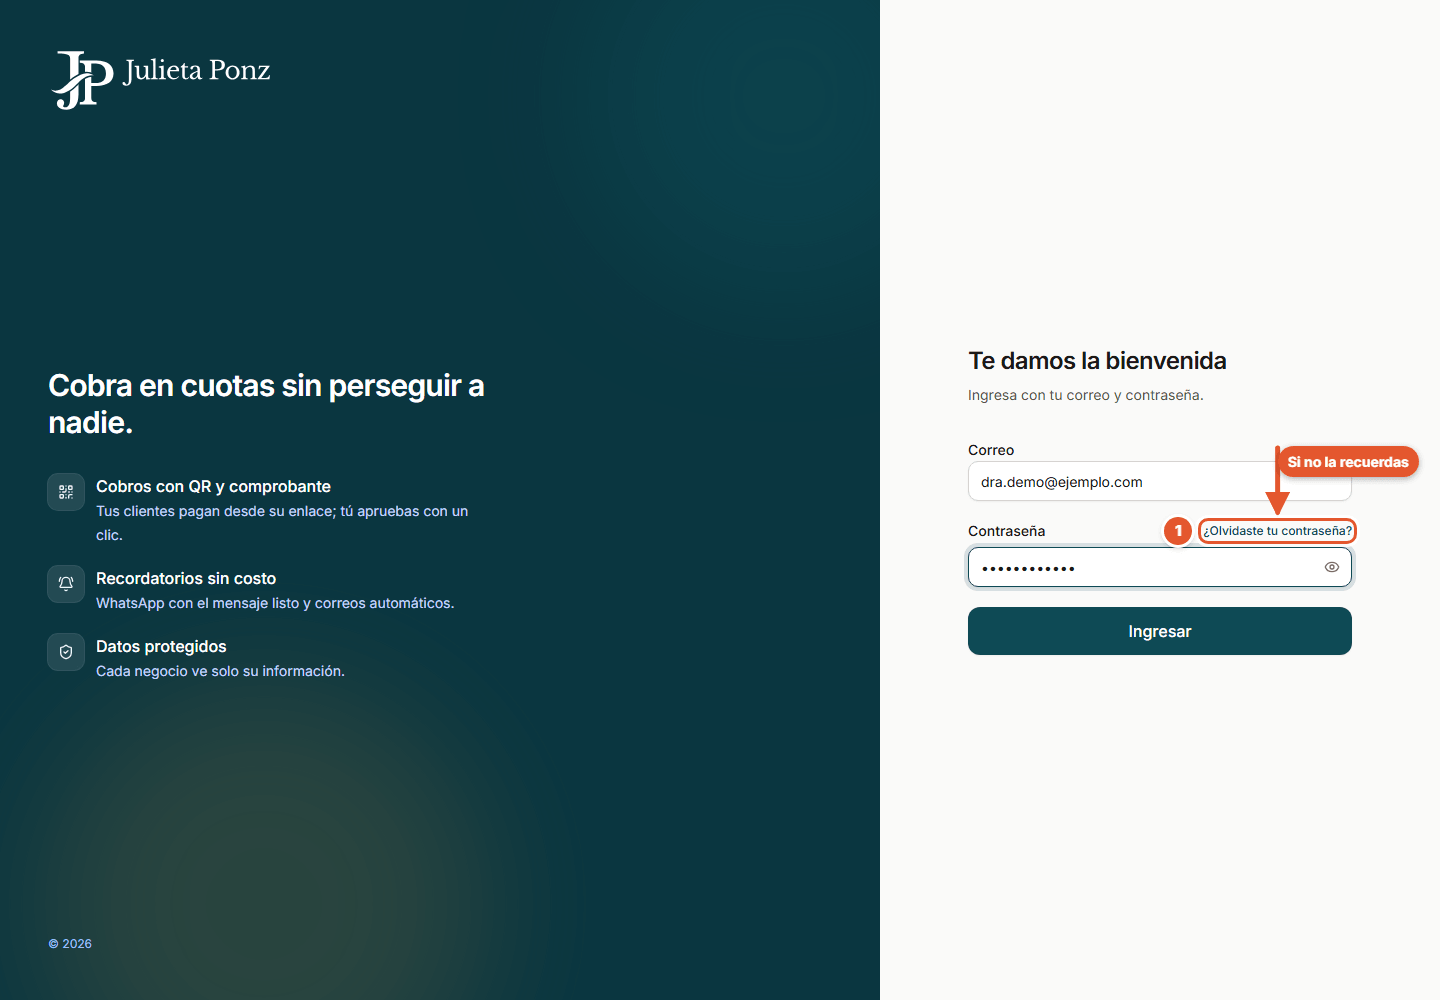 JP Julieta Ponz
Cobra en cuotas sin perseguir a
nadie.
Cobros con QR y comprobante
Tus clientes pagan desde su enlace; tú apruebas con un
clic.
Recordatorios sin costo
WhatsApp con el mensaje listo y correos automáticos.
Datos protegidos
Cada negocio ve solo su información.
© 2026
Te damos la bienvenida
Ingresa con tu correo y contraseña.
Correo
Si no la recuerdas
dra.demo@ejemplo.com
Contraseña
1
¿Olvidaste tu contraseña?
••••••••••••
Ingresar